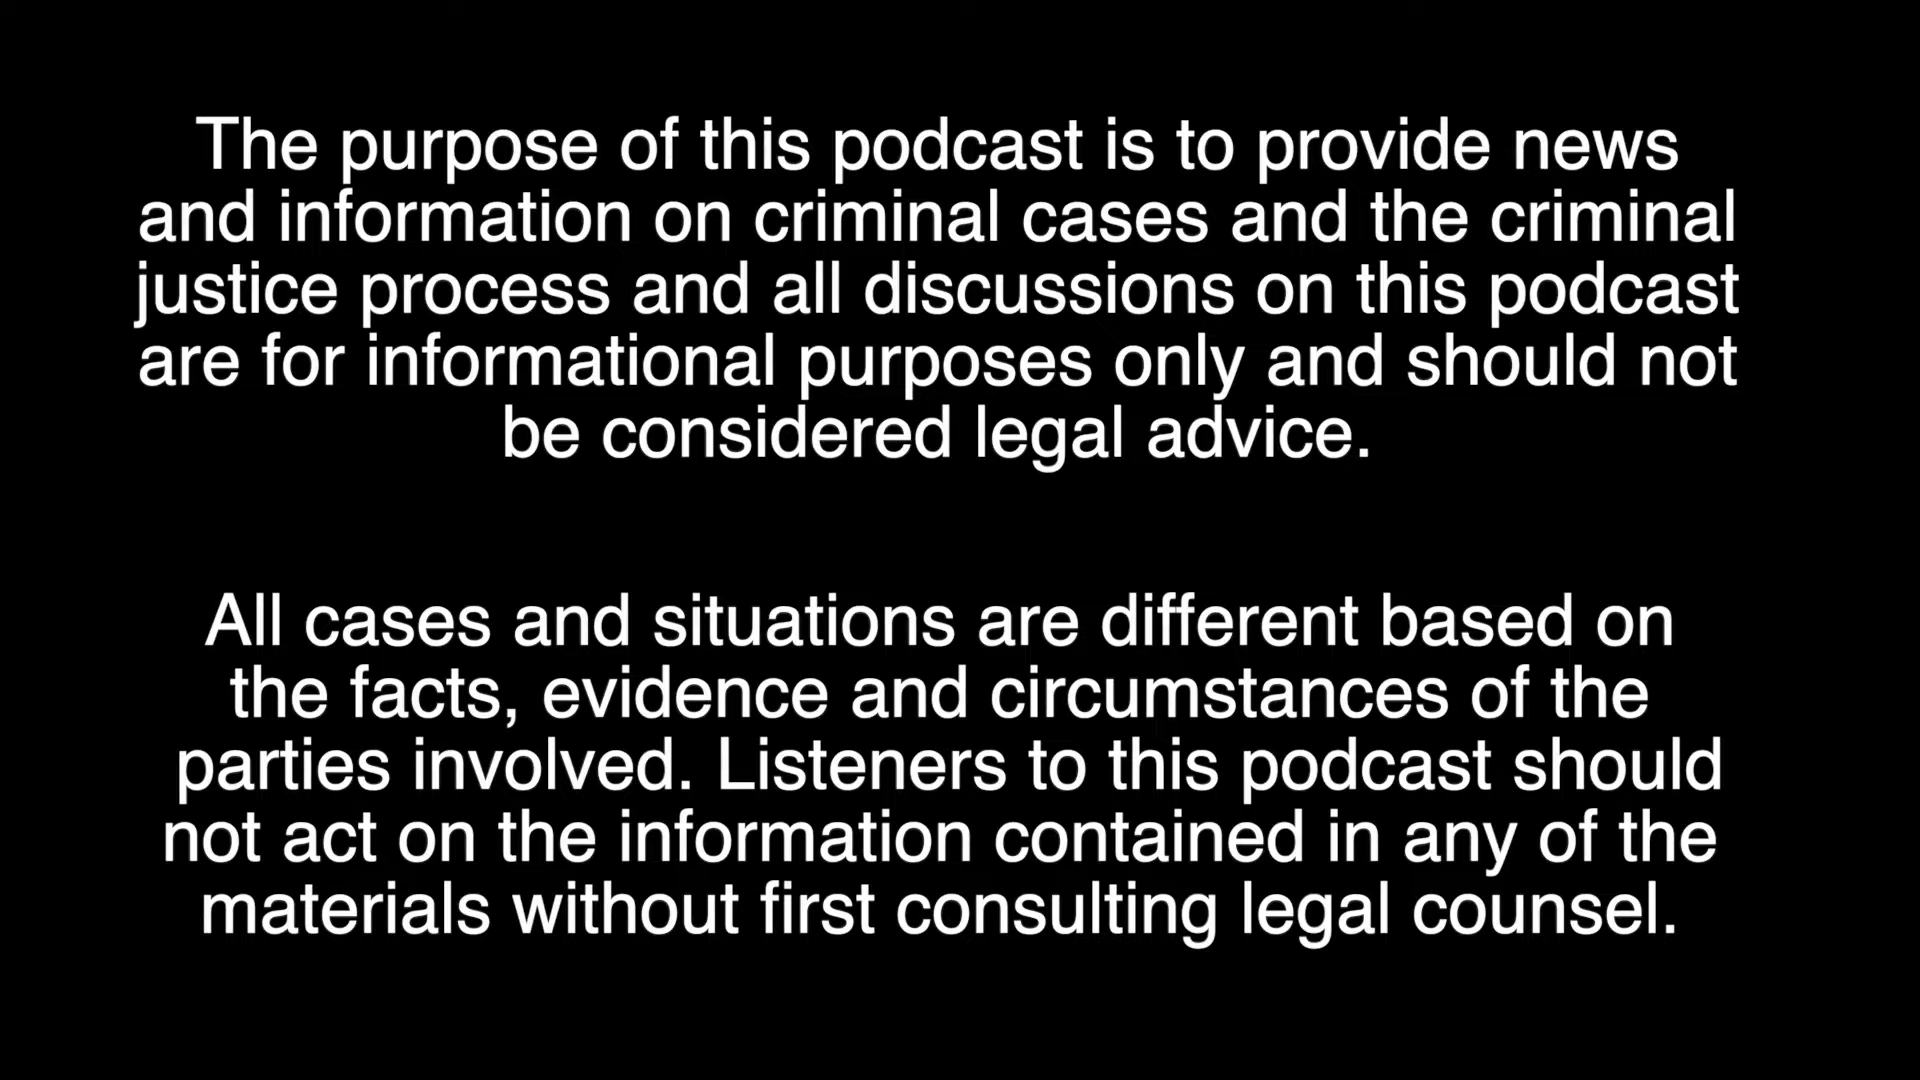 The purpose of this podcast is to provide news
and information on criminal cases and the criminal
justice process and all discussions on this podcast
are for informational purposes only and should not
be considered legal advice.
All cases and situations are different based on
the facts, evidence and circumstances of the
parties involved. Listeners to this podcast should
not act on the information contained in any of the
materials without first consulting legal counsel.